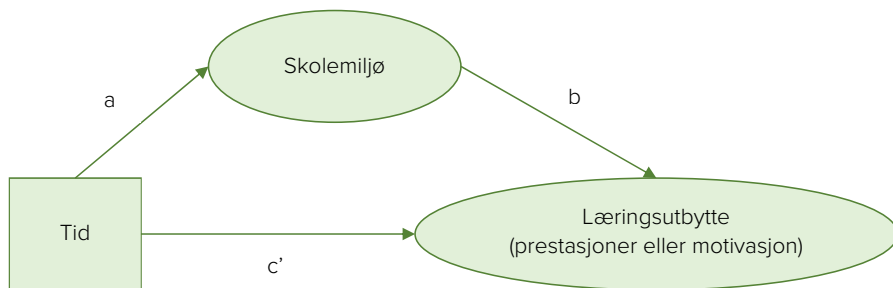 Skolemiljø
a
b
Tid
Læringsutbytte
(prestasjoner eller motivasjon)
c’